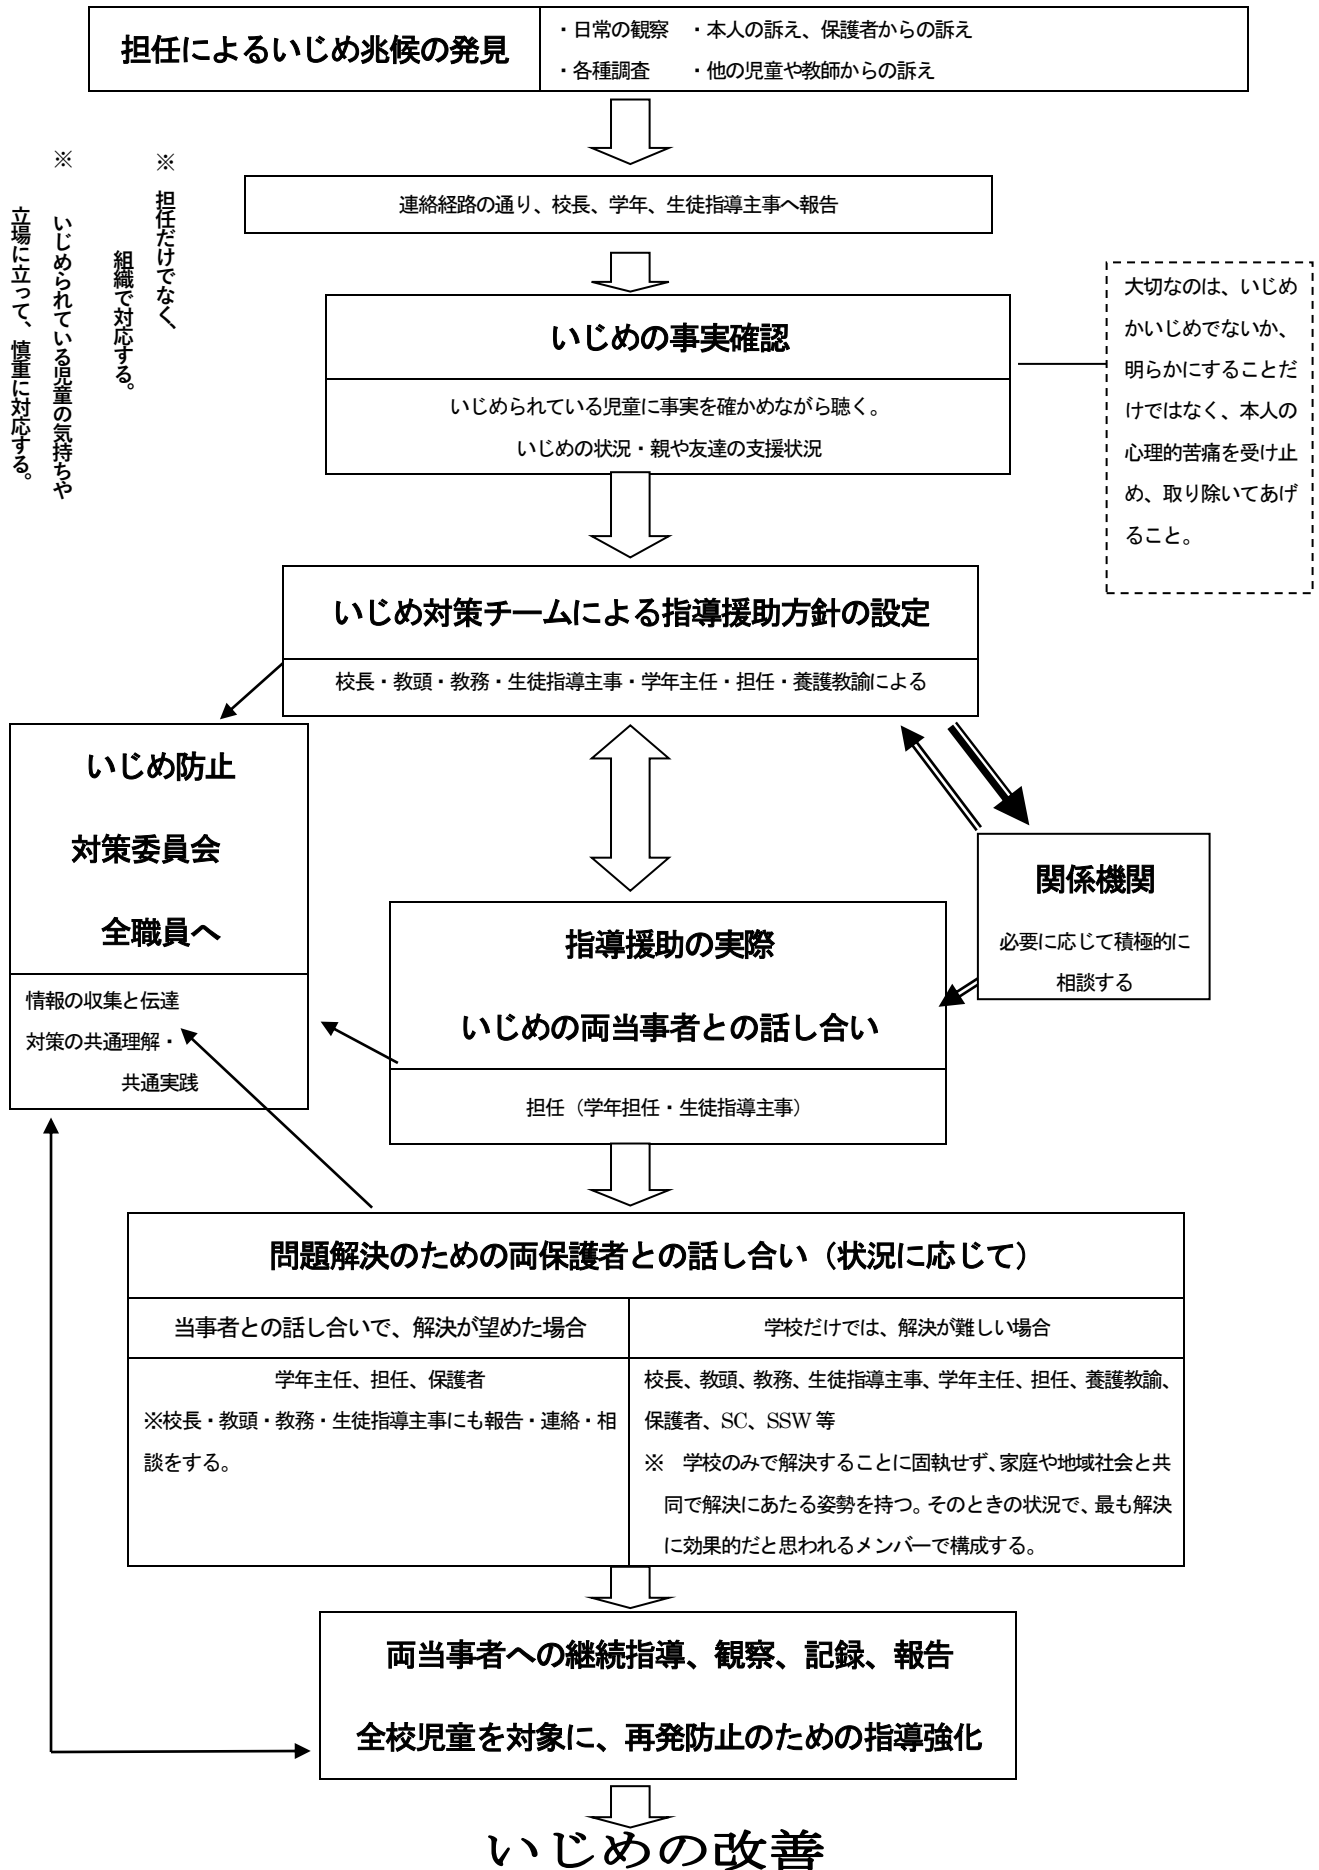 担任によるいじめ兆候の発見
・日常の観察　・本人の訴え、保護者からの訴え
・各種調査　　・他の児童や教師からの訴え
※　担任だけでなく、
組織で対応する。
※　いじめられている児童の気持ちや
立場に立って、慎重に対応する。
連絡経路の通り、校長、学年、生徒指導主事へ報告
いじめの事実確認
いじめられている児童に事実を確かめながら聴く。
いじめの状況・親や友達の支援状況
大切なのは、いじめ
かいじめでないか、
明らかにすることだ
けではなく、本人の
心理的苦痛を受け止
め、取り除いてあげ
ること。
いじめ対策チームによる指導援助方針の設定
校長・教頭・教務・生徒指導主事・学年主任・担任・養護教諭による
いじめ防止
対策委員会
全職員へ
情報の収集と伝達
対策の共通理解・
共通実践
関係機関
必要に応じて積極的に
相談する
指導援助の実際
いじめの両当事者との話し合い
担任（学年担任・生徒指導主事）
問題解決のための両保護者との話し合い（状況に応じて）
当事者との話し合いで、解決が望めた場合
学年主任、担任、保護者
※校長・教頭・教務・生徒指導主事にも報告・連絡・相
談をする。
学校だけでは、解決が難しい場合
校長、教頭、教務、生徒指導主事、学年主任、担任、養護教諭、
保護者、SC、SSW 等
※　学校のみで解決することに固執せず、家庭や地域社会と共
同で解決にあたる姿勢を持つ。そのときの状況で、最も解決
に効果的だと思われるメンバーで構成する。
両当事者への継続指導、観察、記録、報告
全校児童を対象に、再発防止のための指導強化
いじめの改善